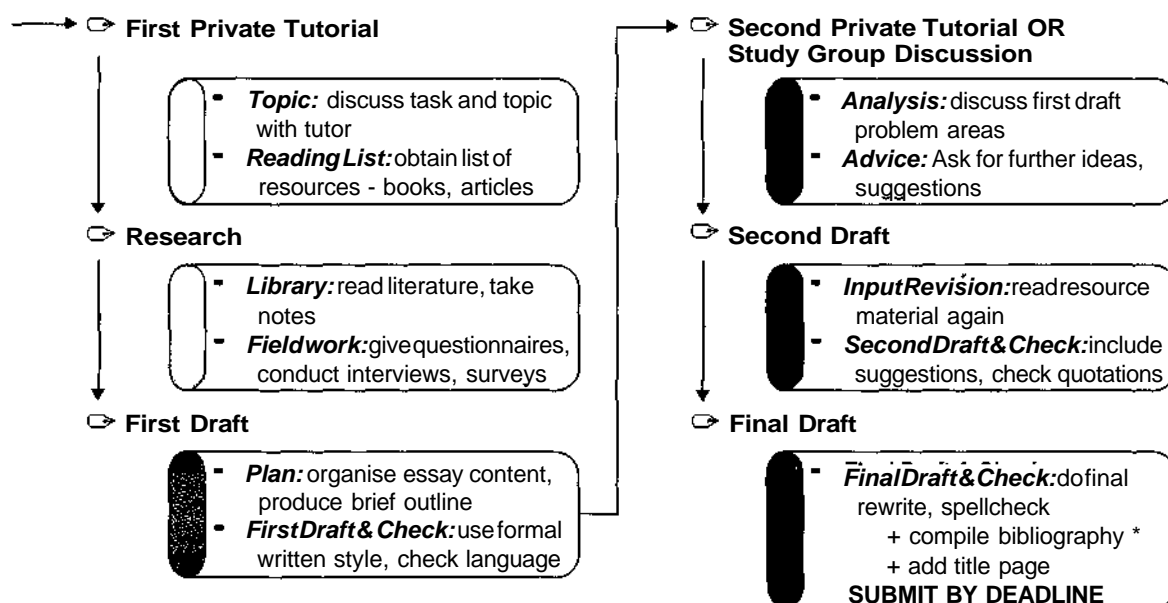 First Private Tutorial
- Topic: discuss task and topic
with tutor
- Reading List: obtain list of
resources - books, articles
Research
- Library: read literature, take
notes
- Fieldwork: give questionnaires,
conduct interviews, surveys
First Draft
- Plan: organise essay content,
produce brief outline
- First Draft & Check: use formal
written style, check language
Second Private Tutorial OR
Study Group Discussion
- Analysis: discuss first draft
problem areas
- Advice: Ask for further ideas,
suggestions
Second Draft
- Input Revision: read resource
material again
- Second Draft & Check: include
suggestions, check quotations
Final Draft
- Final Draft & Check: do final
rewrite, spellcheck
+ compile bibliography *
+ add title page
SUBMIT BY DEADLINE